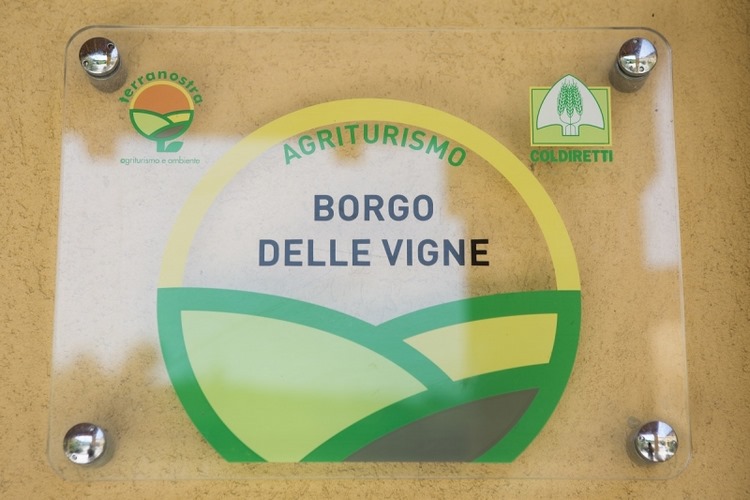 terranostra
agriturismo e ambiente
COLDIRETTI
AGRITURISMO
BORGO
DELLE VIGNE